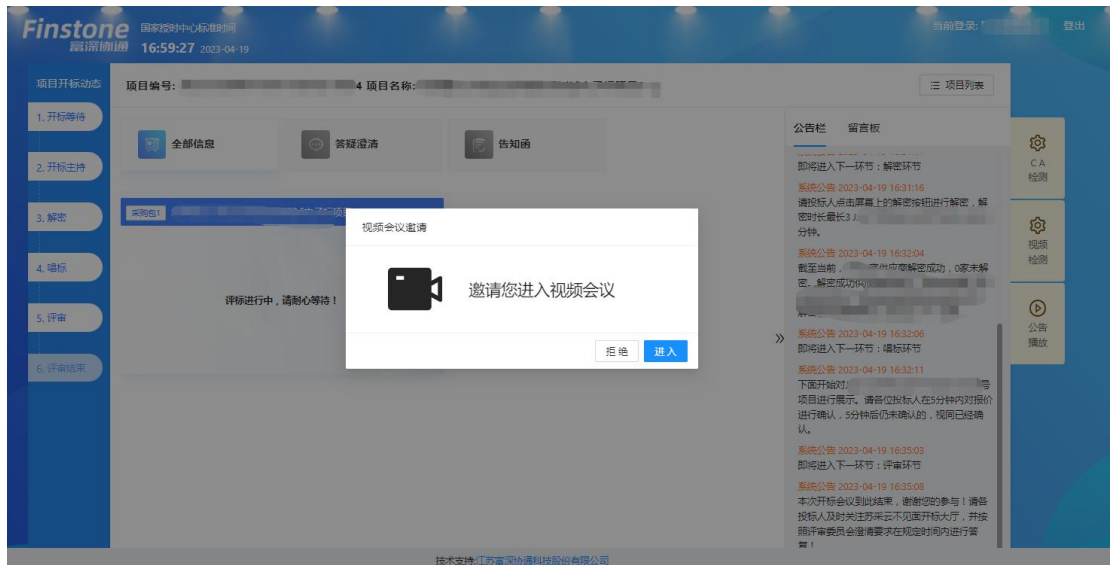 Finstone
富深协通
国家授时中心标准时间
16:59:27 2023-04-19
当前登录:
登出
项目开标动态
1. 开标等待
2. 开标主持
3. 解密
4. 唱标
5. 评审
6. 评审结束
项目编号:
4 项目名称:
项目列表
全部信息
答疑澄清
告知函
采购包1
评标进行中，请耐心等待！
视频会议邀请
邀请您进入视频会议
拒 绝
进 入
公告栏 留言板
即将进入下一环节：解密环节
系统公告 2023-04-19 16:31:16
请投标人点击屏幕上的解密按钮进行解密，解
密时长最长3
分钟。
系统公告 2023-04-19 16:32:04
截至当前， 供应商解密成功，0家未解
密。解密成功供
系统公告 2023-04-19 16:32:06
即将进入下一环节：唱标环节
系统公告 2023-04-19 16:32:11
下面开始对 号
项目进行展示。请各位投标人在5分钟内对报价
进行确认，5分钟后仍未确认的，视同已经确
认。
系统公告 2023-04-19 16:35:03
即将进入下一环节：评审环节
系统公告 2023-04-19 16:35:08
本次开标会议到此结束，谢谢您的参与！请各
投标人及时关注苏采云不见面开标大厅，并按
照评审委员会澄清要求在规定时间内进行答
复！
CA
检测
视频
检测
公告
播放
技术支持:江苏富深协通科技股份有限公司